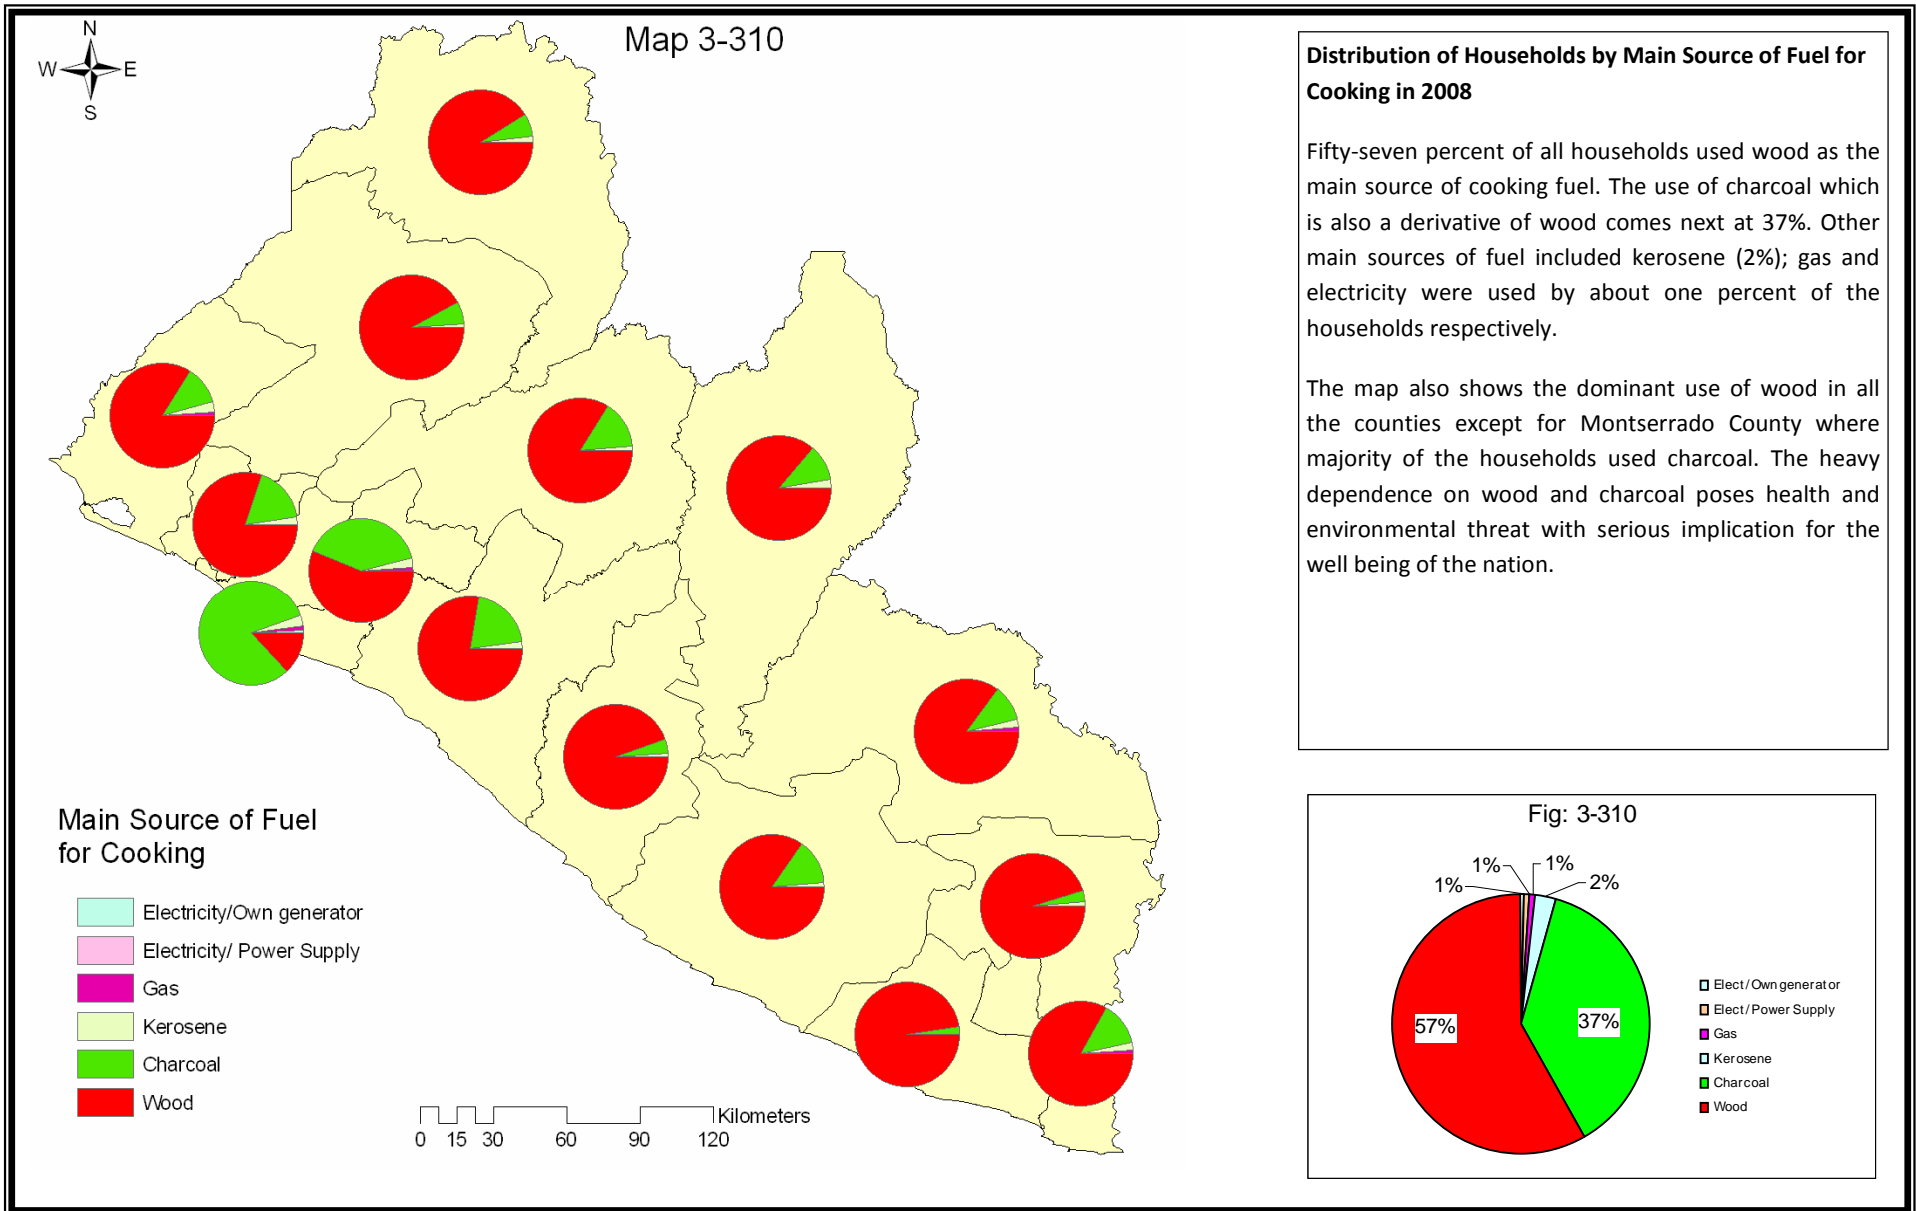 Map 3-310
N
W
E
S
Main Source of Fuel
for Cooking
Electricity/Own generator
Electricity/ Power Supply
Gas
Kerosene
Charcoal
Wood
Kilometers
0 15 30 60 90 120
Distribution of Households by Main Source of Fuel for
Cooking in 2008
Fifty-seven percent of all households used wood as the
main source of cooking fuel. The use of charcoal which
is also a derivative of wood comes next at 37%. Other
main sources of fuel included kerosene (2%); gas and
electricity were used by about one percent of the
households respectively.
The map also shows the dominant use of wood in all
the counties except for Montserrado County where
majority of the households used charcoal. The heavy
dependence on wood and charcoal poses health and
environmental threat with serious implication for the
well being of the nation.
Fig: 3-310
1%
1%
1%
2%
57%
37%
Elect/Own generator
Elect/Power Supply
Gas
Kerosene
Charcoal
Wood